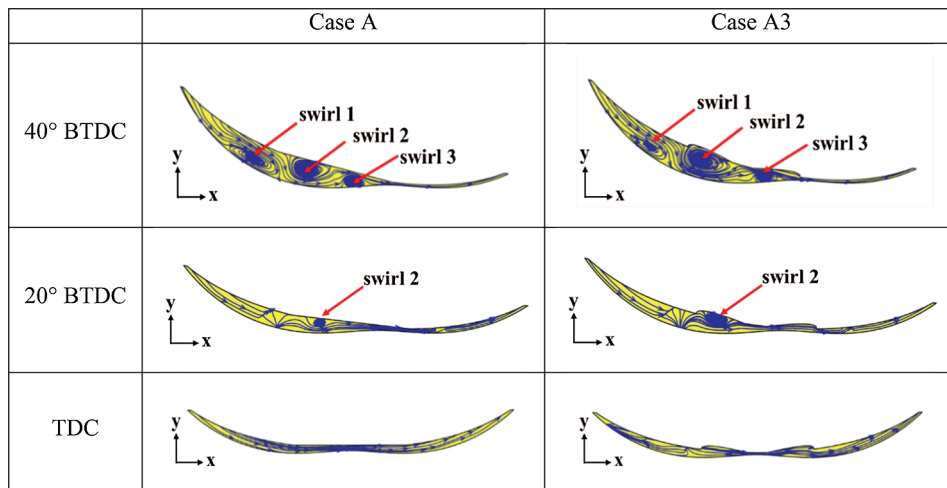 Case A
Case A3
40° BTDC
swirl 1
swirl 2
swirl 3
y
x
swirl 1
swirl 2
swirl 3
y
x
20° BTDC
swirl 2
y
x
swirl 2
y
x
TDC
y
x
y
x